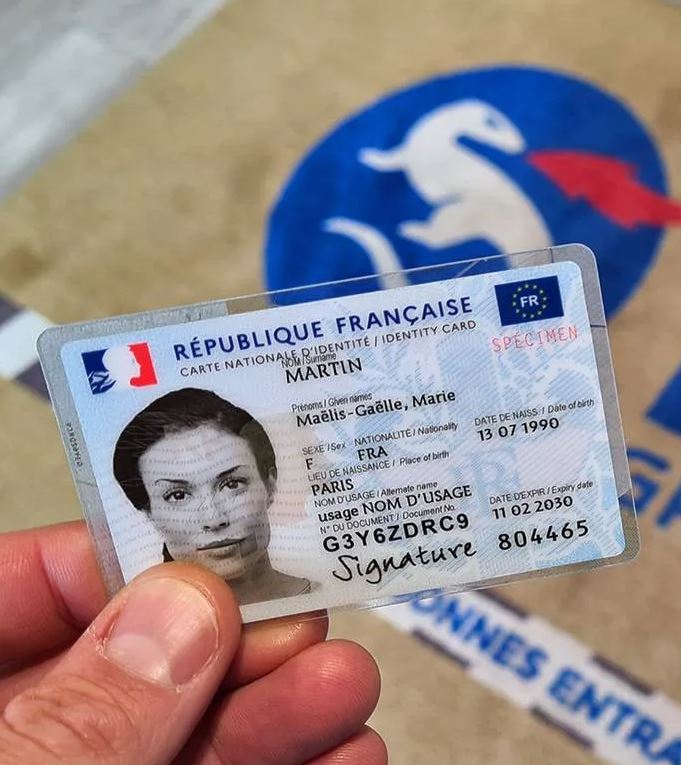 RÉPUBLIQUE FRANÇAISE
FR
CARTE NATIONALE D'IDENTITÉ / IDENTITY CARD
SPÉCIMEN
NOM / Surname
MARTIN
Prénoms / Given names
Maëlis-Gaëlle, Marie
SEXE / Sex NATIONALITÉ / Nationality DATE DE NAISS. / Date of birth
F FRA 13 07 1990
LIEU DE NAISSANCE / Place of birth
PARIS
NOM D'USAGE / Alternate name
usage NOM D'USAGE
N° DU DOCUMENT / Document No. DATE D'EXPIR / Expiry date
G3Y6ZDRC9 11 02 2030
Signature 804465
ONNES ENTRA